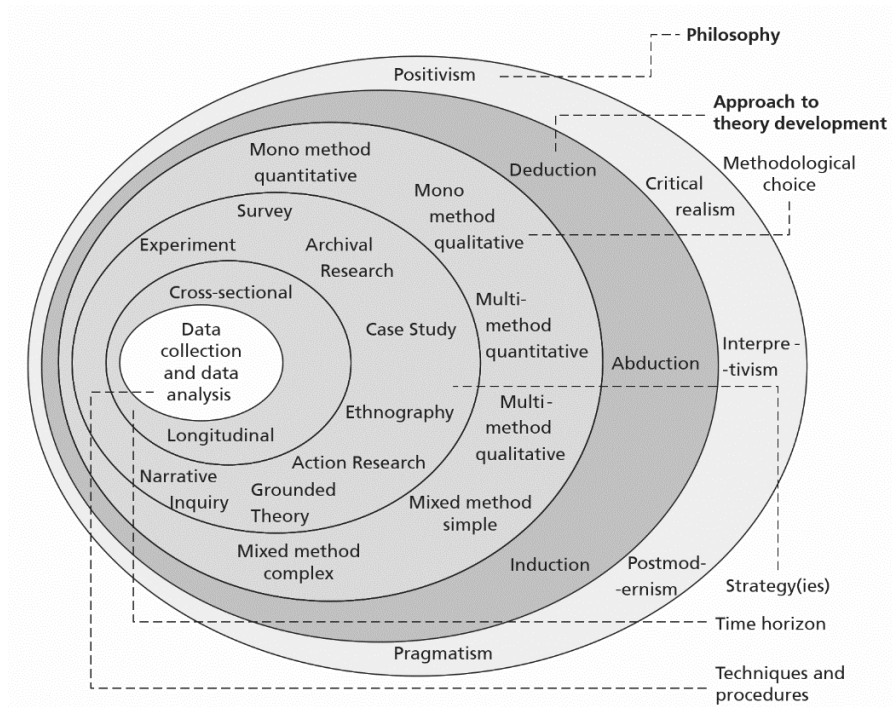 Philosophy
Positivism
Approach to
theory development
Methodological
choice
Deduction
Critical
realism
Mono method
quantitative
Mono
method
qualitative
Survey
Experiment
Archival
Research
Cross-sectional
Multi-
method
quantitative
Case Study
Data
collection
and data
analysis
Interpre-
-tivism
Abduction
Multi-
method
qualitative
Ethnography
Longitudinal
Action Research
Narrative
Inquiry
Grounded
Theory
Mixed method
simple
Mixed method
complex
Induction
Postmod-
-ernism
Strategy(ies)
Time horizon
Pragmatism
Techniques and
procedures